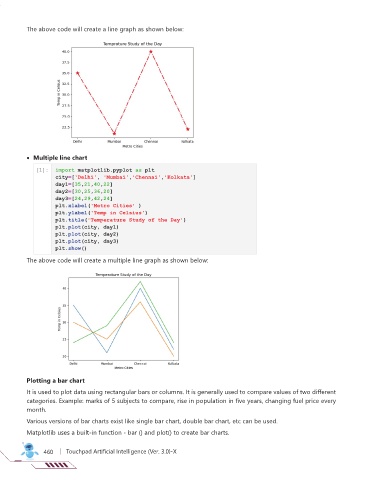 The above code will create a line graph as shown below:
Temprature Study of the Day
40.0
37.5
35.0
32.5
30.0
27.5
25.0
22.5
Temp in Celsius
Delhi Mumbai Chennai Kolkata
Metro Cities
• Multiple line chart
[1]: import matplotlib.pyplot as plt
city=['Delhi', 'Mumbai','Chennai','Kolkata']
day1=[35,21,40,22]
day2=[30,25,36,20]
day3=[24,29,42,24]
plt.xlabel('Metro Cities' )
plt.ylabel('Temp in Celsius')
plt.title('Temperature Study of the Day')
plt.plot(city, day1)
plt.plot(city, day2)
plt.plot(city, day3)
plt.show()
The above code will create a multiple line graph as shown below:
Temperature Study of the Day
40
35
30
25
20
Temp in Celsius
Delhi Mumbai Chennai Kolkata
Metro Cities
Plotting a bar chart
It is used to plot data using rectangular bars or columns. It is generally used to compare values of two different
categories. Example: marks of 5 subjects to compare, rise in population in five years, changing fuel price every
month.
Various versions of bar charts exist like single bar chart, double bar chart, etc can be used.
Matplotlib uses a built-in function - bar () and plot() to create bar charts.
460 | Touchpad Artificial Intelligence (Ver. 3.0)-X